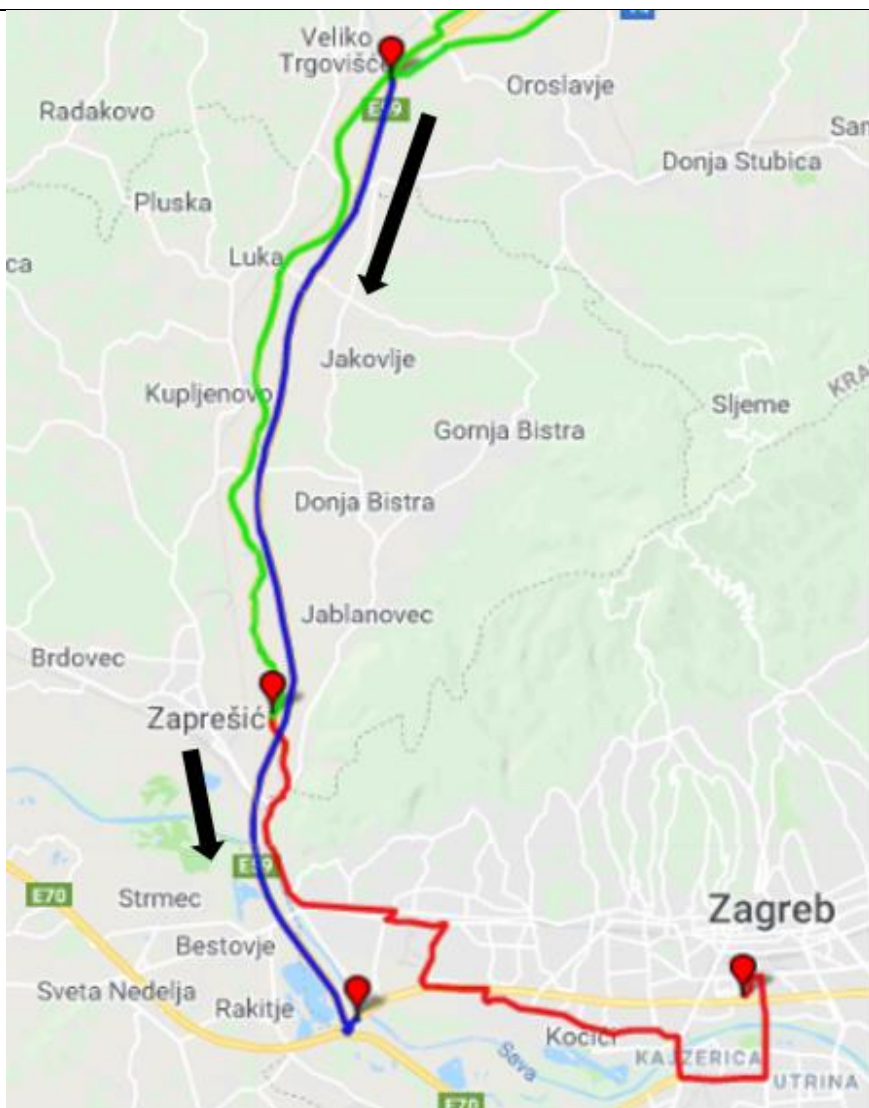 Veliko
Trgovišće
Oroslavje
E59
Radakovo
Donja Stubica
Pluska
Luka
Jakovlje
Kupljenovo
Sljeme
Gornja Bistra
Donja Bistra
Jablanovec
Brdovec
Zaprešić
E59
E70
Strmec
Zagreb
Bestovje
Sveta Nedelja
Rakitje
Kocići
Sava
KAJZERICA
UTRINA
E70